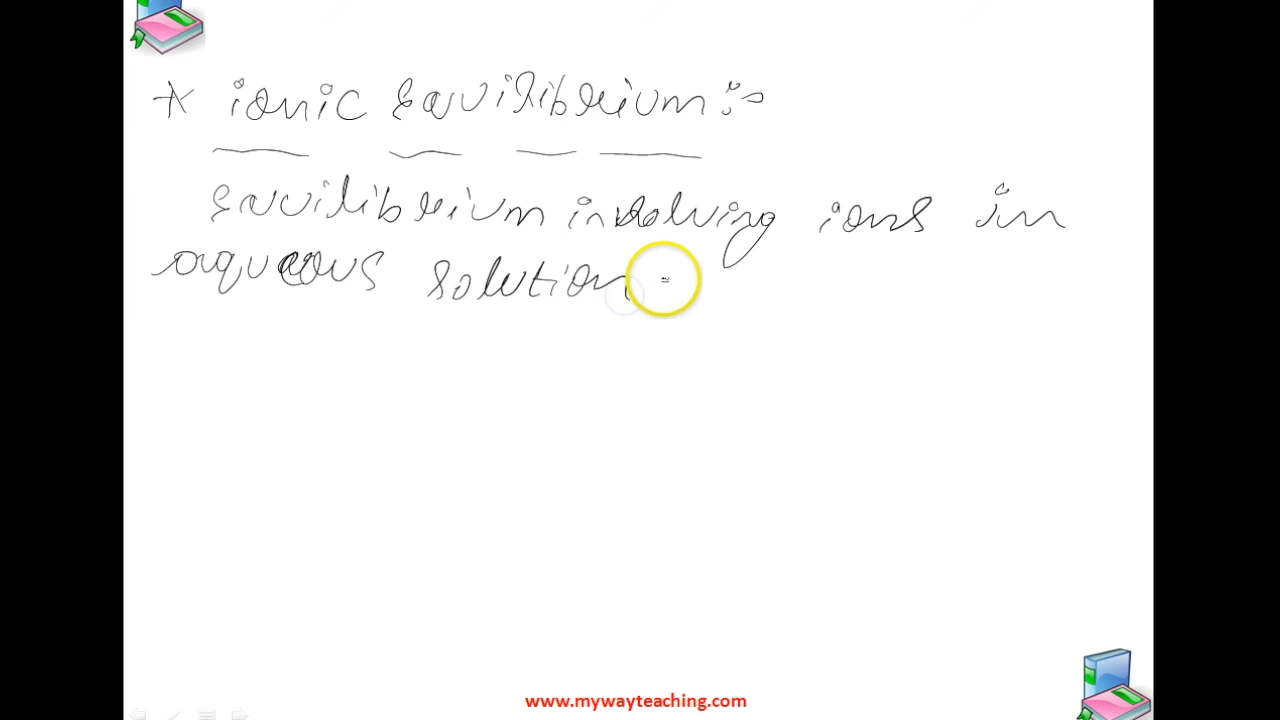 * ionic Equilibrium :-
Equilibrium involving ions in
aqueous solution
www.mywayteaching.com